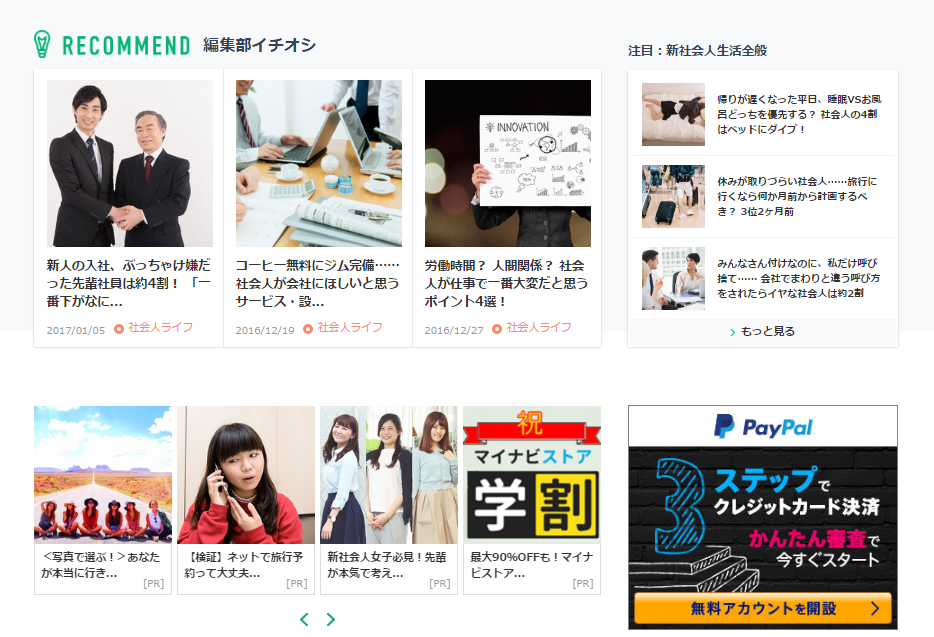 RECOMMEND 編集部イチオシ
新人の入社、ぶっちゃけ嫌だ
った先輩社員は約4割！ 「一
番下がなに...
2017/01/05 社会人ライフ
INNOVATION
コーヒー無料にジム完備……
社会人が会社にほしいと思う
サービス・設...
2016/12/19 社会人ライフ
労働時間？ 人間関係？ 社会
人が仕事で一番大変だと思う
ポイント4選！
2016/12/27 社会人ライフ
注目：新社会人生活全般
帰りが遅くなった平日、睡眠VSお風
呂どっちを優先する？ 社会人の4割
はベッドにダイブ！
休みが取りづらい社会人……旅行に
行くなら何か月前から計画するべ
き？ 3位2ヶ月前
みんなさん付けなのに、私だけ呼び
捨て…… 会社でまわりと違う呼び方
をされたらイヤな社会人は約2割
もっと見る
＜写真で選ぶ！＞あなた
が本当に行き...
[PR]
【検証】ネットで旅行予
約って大丈夫...
[PR]
新社会人女子必見！先輩
が本気で考え...
[PR]
祝
マイナビストア
学割
最大90%OFFも！マイナ
ビストア...
[PR]
PayPal
3ステップで
クレジットカード決済
かんたん審査で
今すぐスタート
無料アカウントを開設